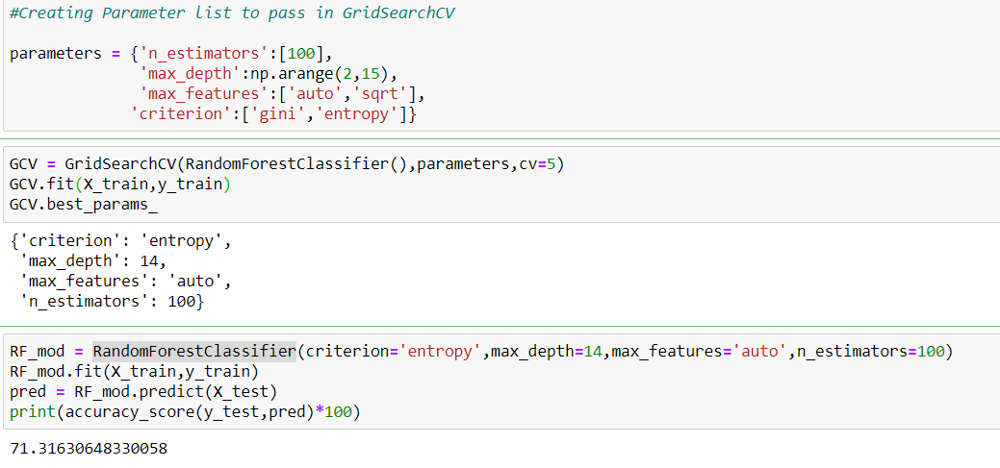 #Creating Parameter list to pass in GridSearchCV
parameters = {'n_estimators':[100],
'max_depth':np.arange(2,15),
'max_features':['auto','sqrt'],
'criterion':['gini','entropy']}
GCV = GridSearchCV(RandomForestClassifier(),parameters,cv=5)
GCV.fit(X_train,y_train)
GCV.best_params_
{'criterion': 'entropy',
'max_depth': 14,
'max_features': 'auto',
'n_estimators': 100}
RF_mod = RandomForestClassifier(criterion='entropy',max_depth=14,max_features='auto',n_estimators=100)
RF_mod.fit(X_train,y_train)
pred = RF_mod.predict(X_test)
print(accuracy_score(y_test,pred)*100)
71.31630648330058